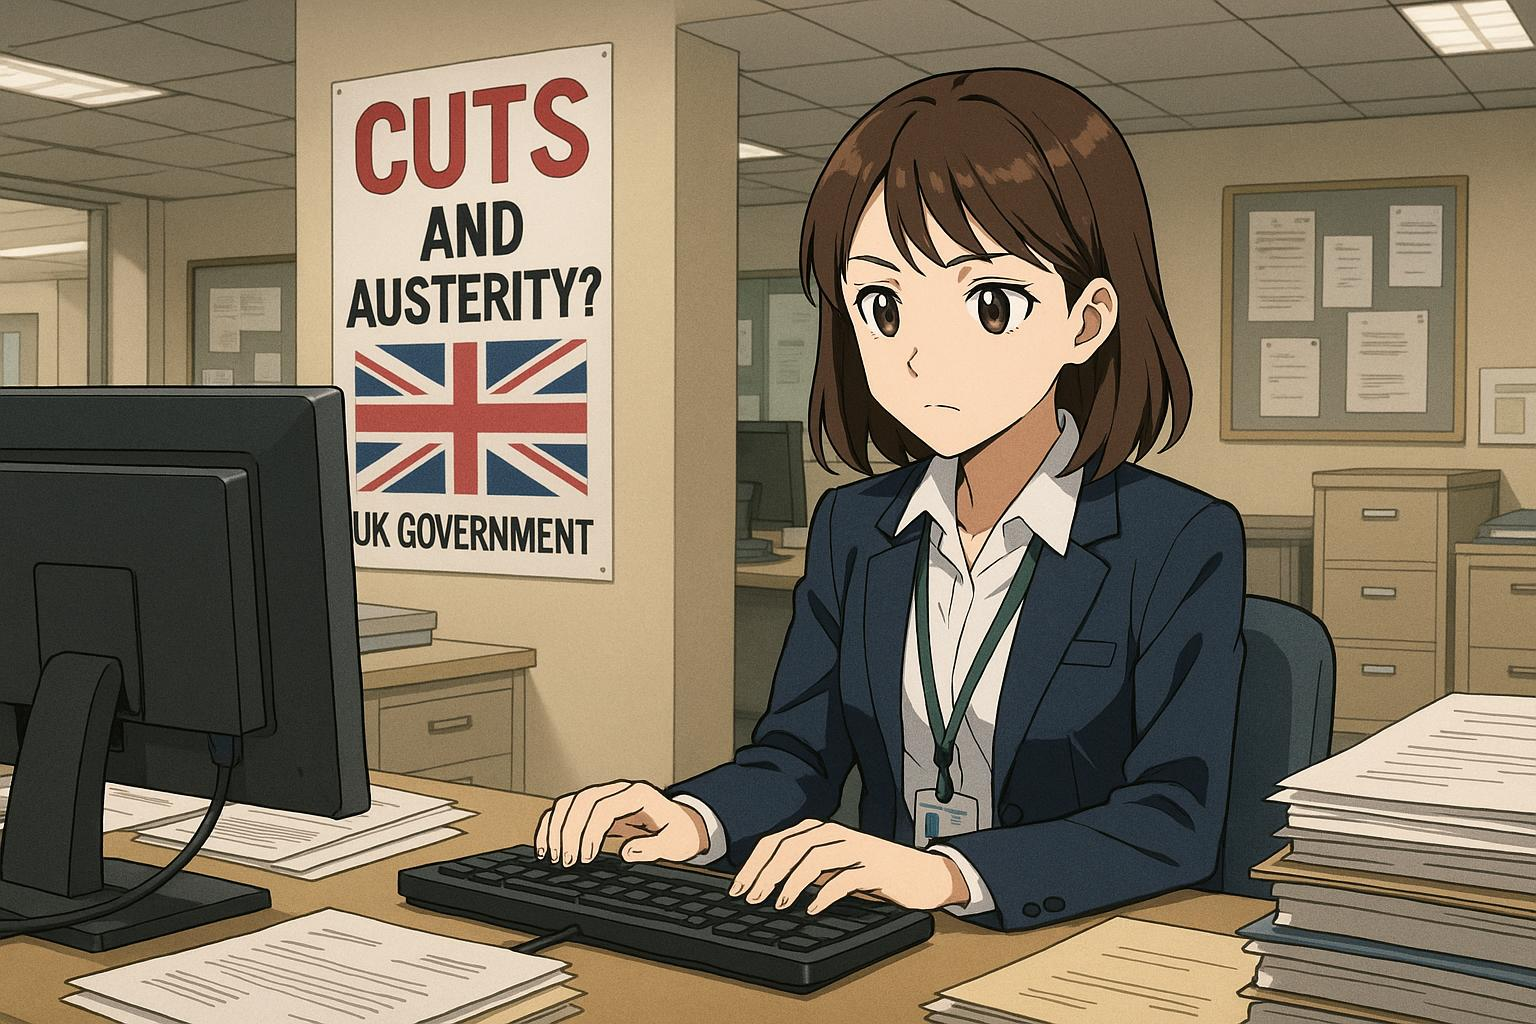 CUTS
AND
AUSTERITY?
UK GOVERNMENT